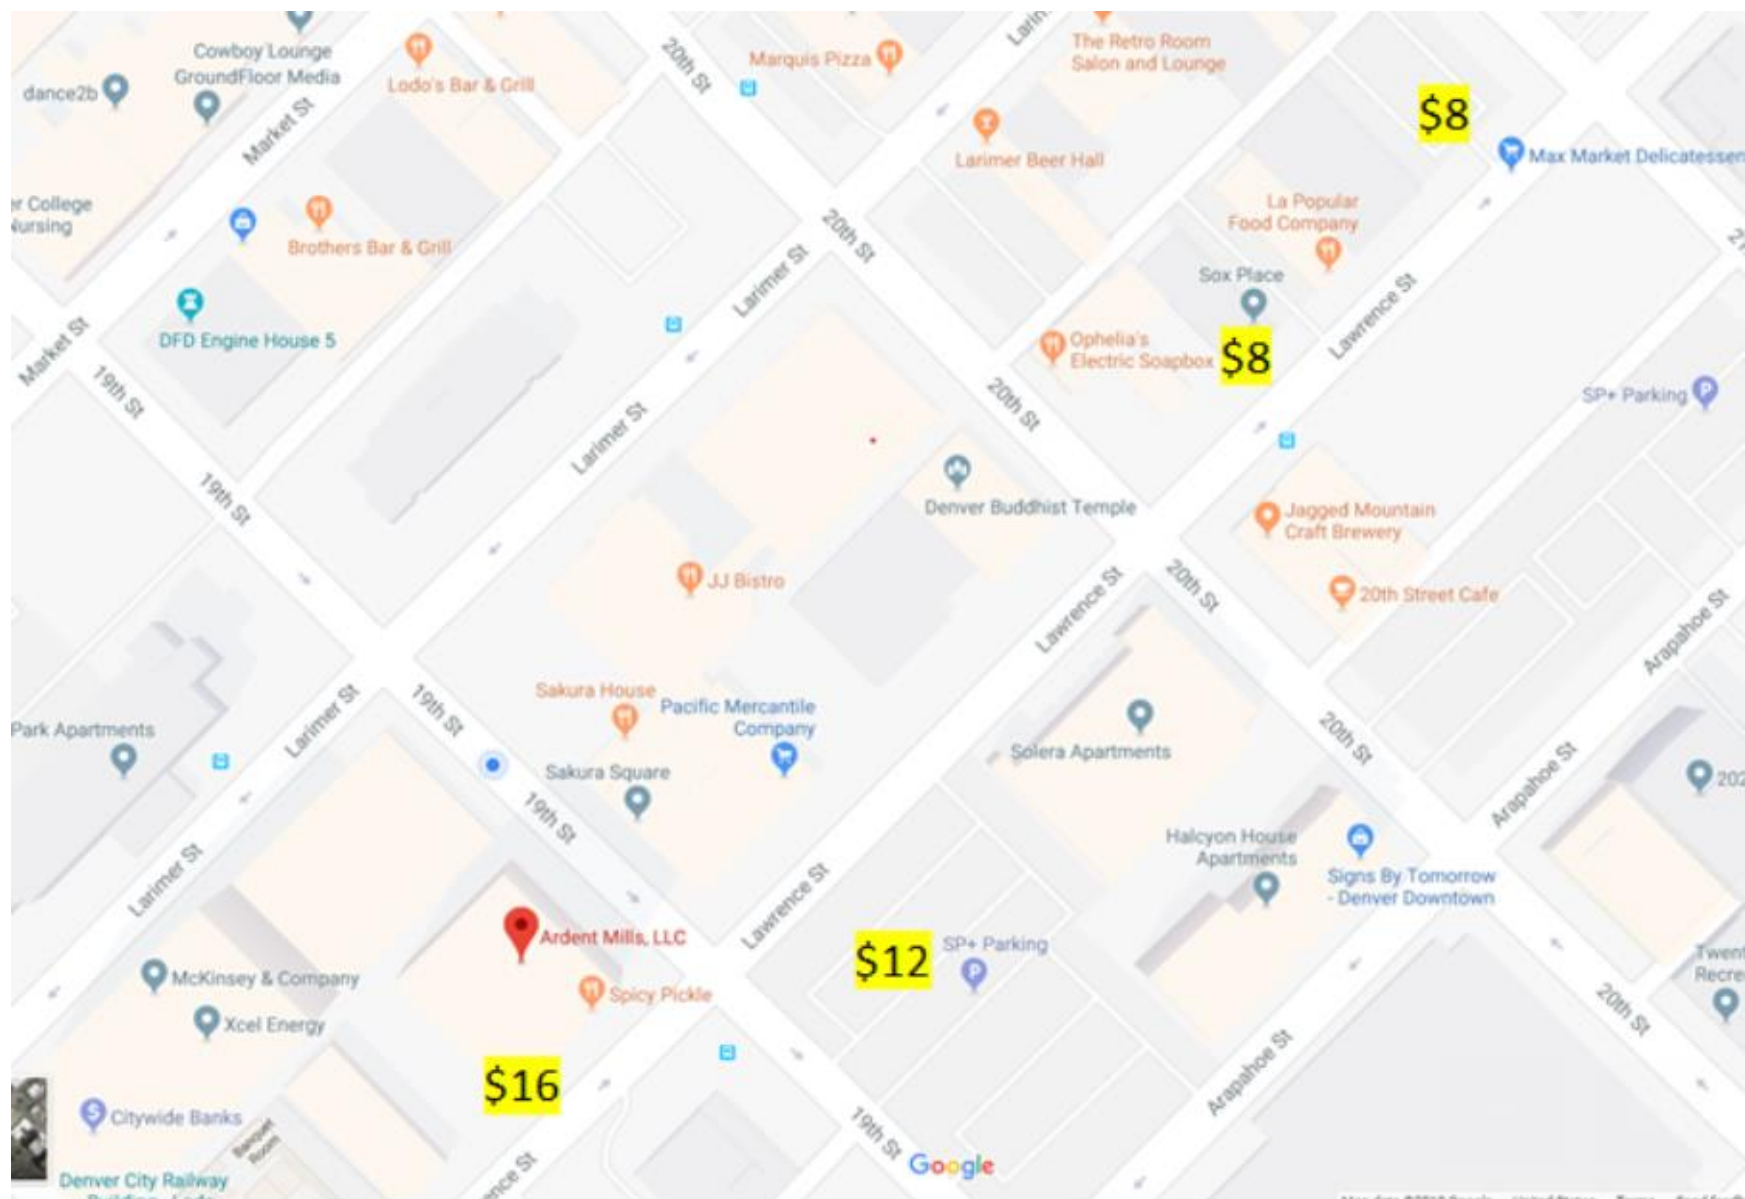 Cowboy Lounge
GroundFloor Media
dance2b
Lodo's Bar & Grill
20th St
Marquis Pizza
The Retro Room
Salon and Lounge
$8
Market St
Larimer Beer Hall
Max Market Delicatessen
La Popular
Food Company
College
Brothers Bar & Grill
20th St
Larimer St
Sox Place
Lawrence St
DFD Engine House 5
Ophelia's
Electric Soapbox
$8
Market St
19th St
Larimer St
20th St
SP+ Parking
19th St
Denver Buddhist Temple
Jagged Mountain
Craft Brewery
JJ Bistro
Lawrence St
20th St
20th Street Cafe
Arapahoe St
Sakura House
Pacific Mercantile
Company
Park Apartments
Larimer St
19th St
Solera Apartments
20th St
Sakura Square
19th St
Arapahoe St
202
Halcyon House
Apartments
Signs By Tomorrow
- Denver Downtown
Larimer St
Lawrence St
Ardent Mills, LLC
$12
SP+ Parking
McKinsey & Company
Spicy Pickle
Xcel Energy
20th St
$16
Arapahoe St
Citywide Banks
Banquet
Room
19th St
Google
Denver City Railway